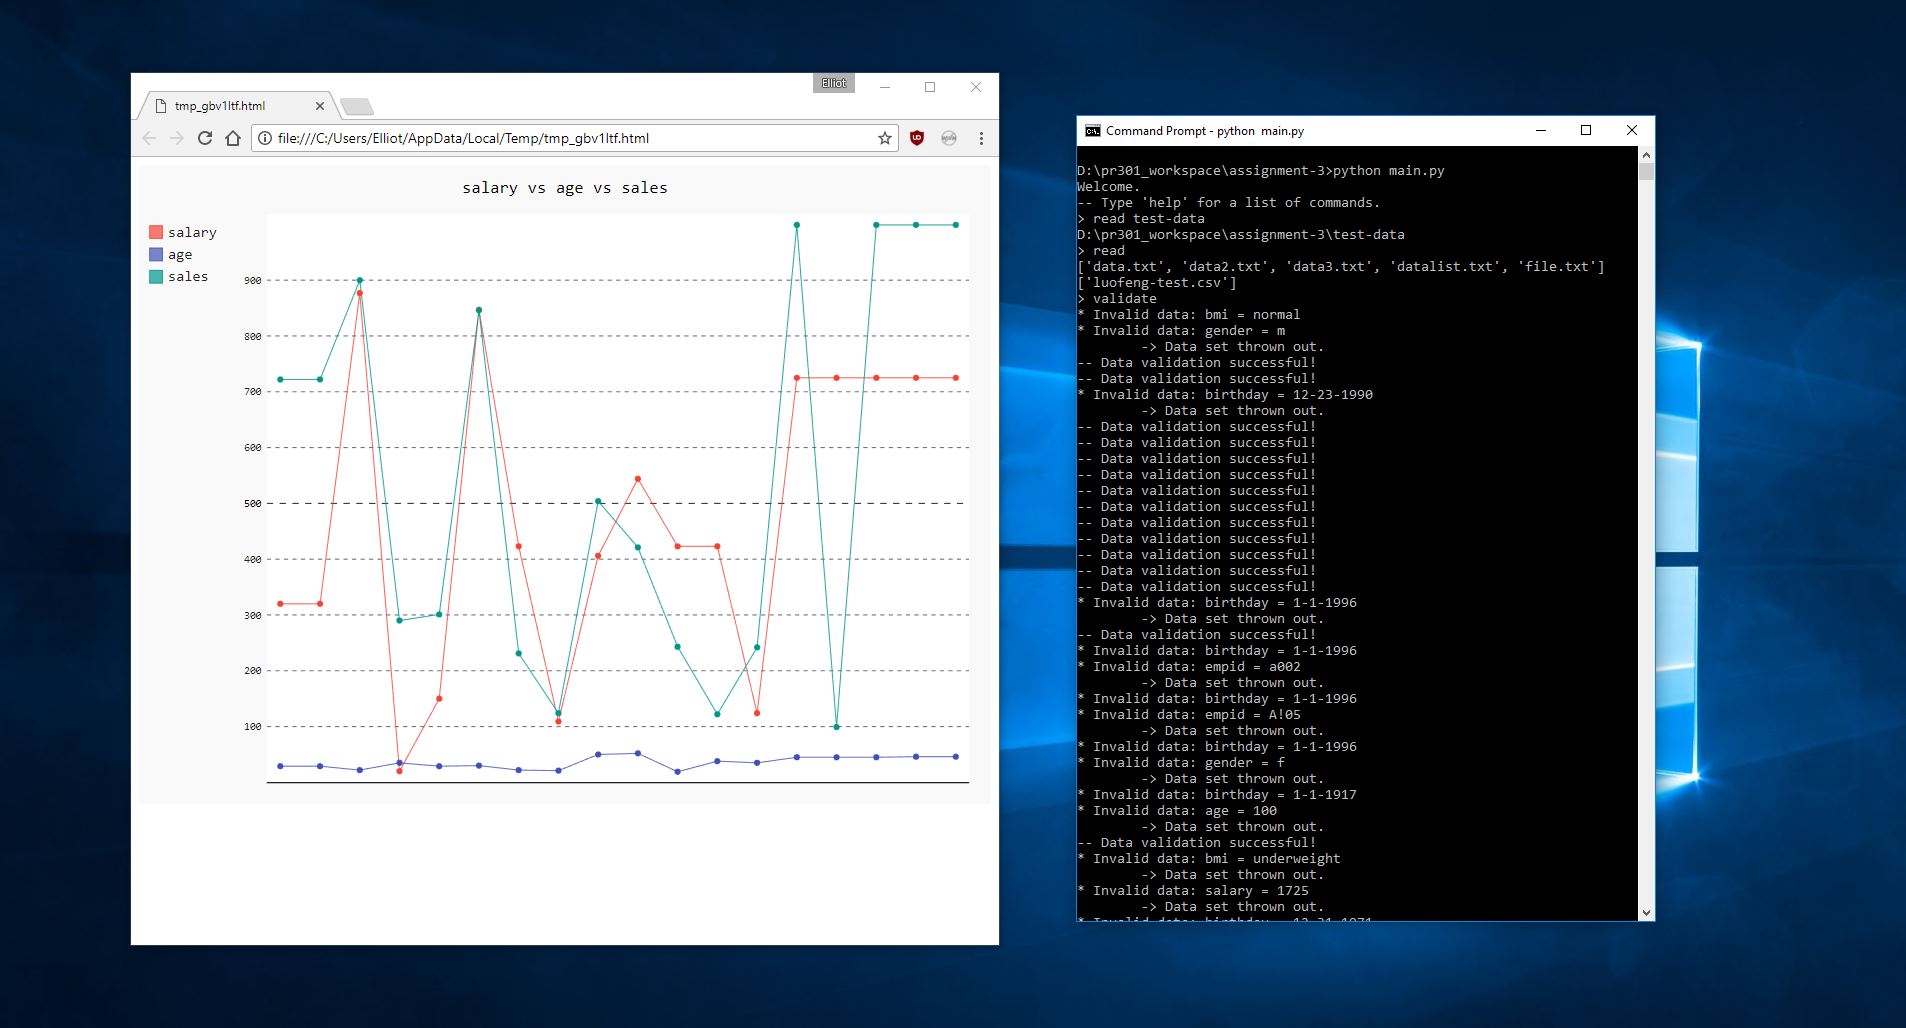 Elliot
tmp_gbv1ltf.html
file:///C:/Users/Elliot/AppData/Local/Temp/tmp_gbv1ltf.html
salary vs age vs sales
salary
age
sales
900
800
700
600
500
400
300
200
100
Command Prompt - python  main.py
D:\pr301_workspace\assignment-3>python main.py
Welcome.
-- Type 'help' for a list of commands.
> read test-data
D:\pr301_workspace\assignment-3\test-data
> read
['data.txt', 'data2.txt', 'data3.txt', 'datalist.txt', 'file.txt']
['luofeng-test.csv']
> validate
* Invalid data: bmi = normal
* Invalid data: gender = m
-> Data set thrown out.
-- Data validation successful!
-- Data validation successful!
* Invalid data: birthday = 12-23-1990
-> Data set thrown out.
-- Data validation successful!
-- Data validation successful!
-- Data validation successful!
-- Data validation successful!
-- Data validation successful!
-- Data validation successful!
-- Data validation successful!
-- Data validation successful!
-- Data validation successful!
-- Data validation successful!
-- Data validation successful!
* Invalid data: birthday = 1-1-1996
-> Data set thrown out.
-- Data validation successful!
* Invalid data: birthday = 1-1-1996
* Invalid data: empid = a002
-> Data set thrown out.
* Invalid data: birthday = 1-1-1996
* Invalid data: empid = A!05
-> Data set thrown out.
* Invalid data: birthday = 1-1-1996
* Invalid data: gender = f
-> Data set thrown out.
* Invalid data: birthday = 1-1-1917
* Invalid data: age = 100
-> Data set thrown out.
-- Data validation successful!
* Invalid data: bmi = underweight
-> Data set thrown out.
* Invalid data: salary = 1725
-> Data set thrown out.
* Invalid data: birthday = 12-31-1971